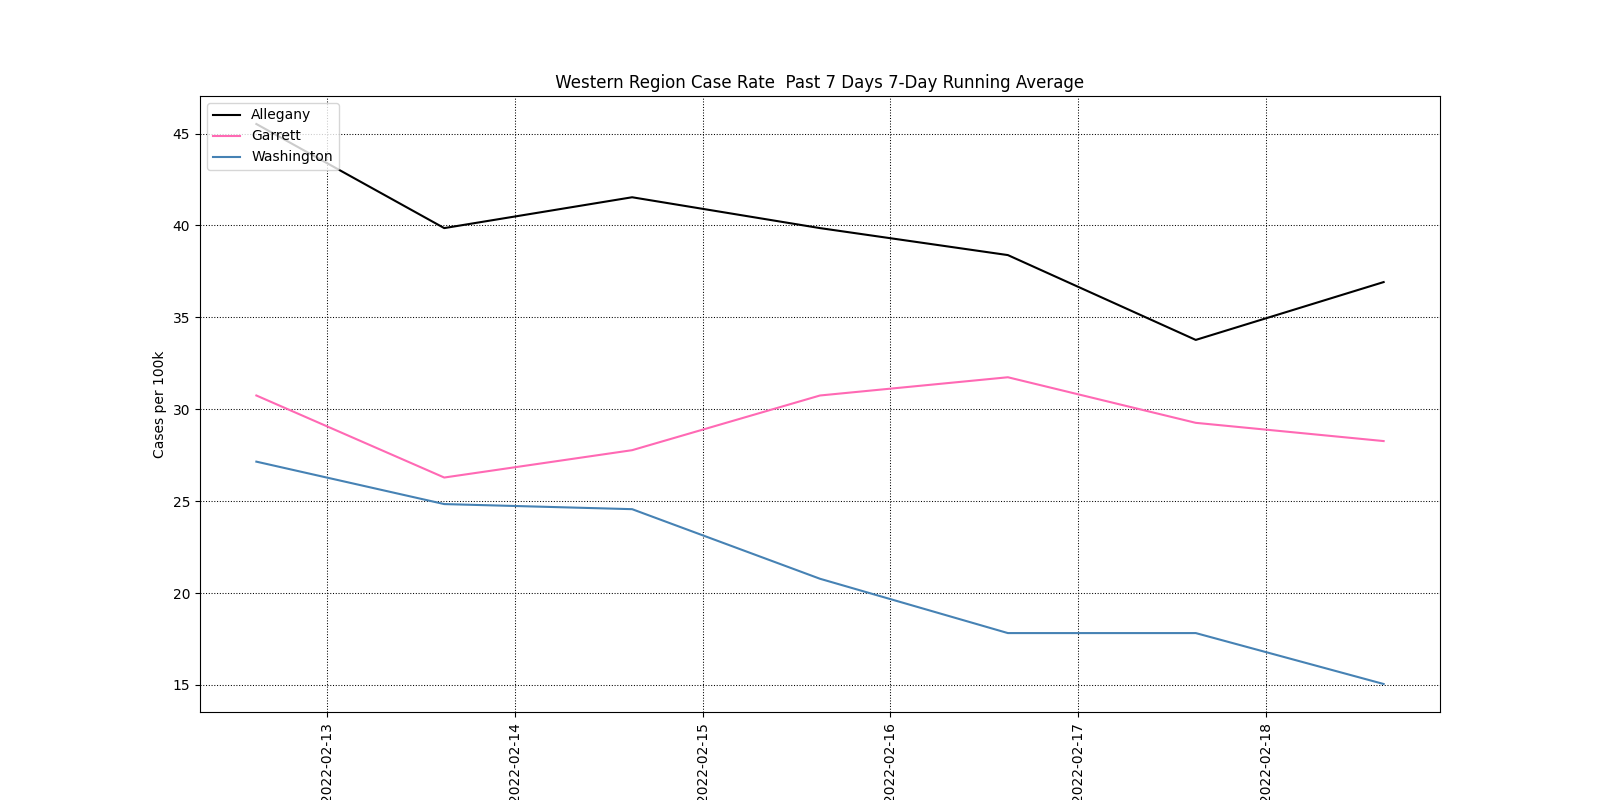 Western Region Case Rate  Past 7 Days 7-Day Running Average
Allegany
Garrett
Washington
Cases per 100k
45
40
35
30
25
20
15
2022-02-13
2022-02-14
2022-02-15
2022-02-16
2022-02-17
2022-02-18